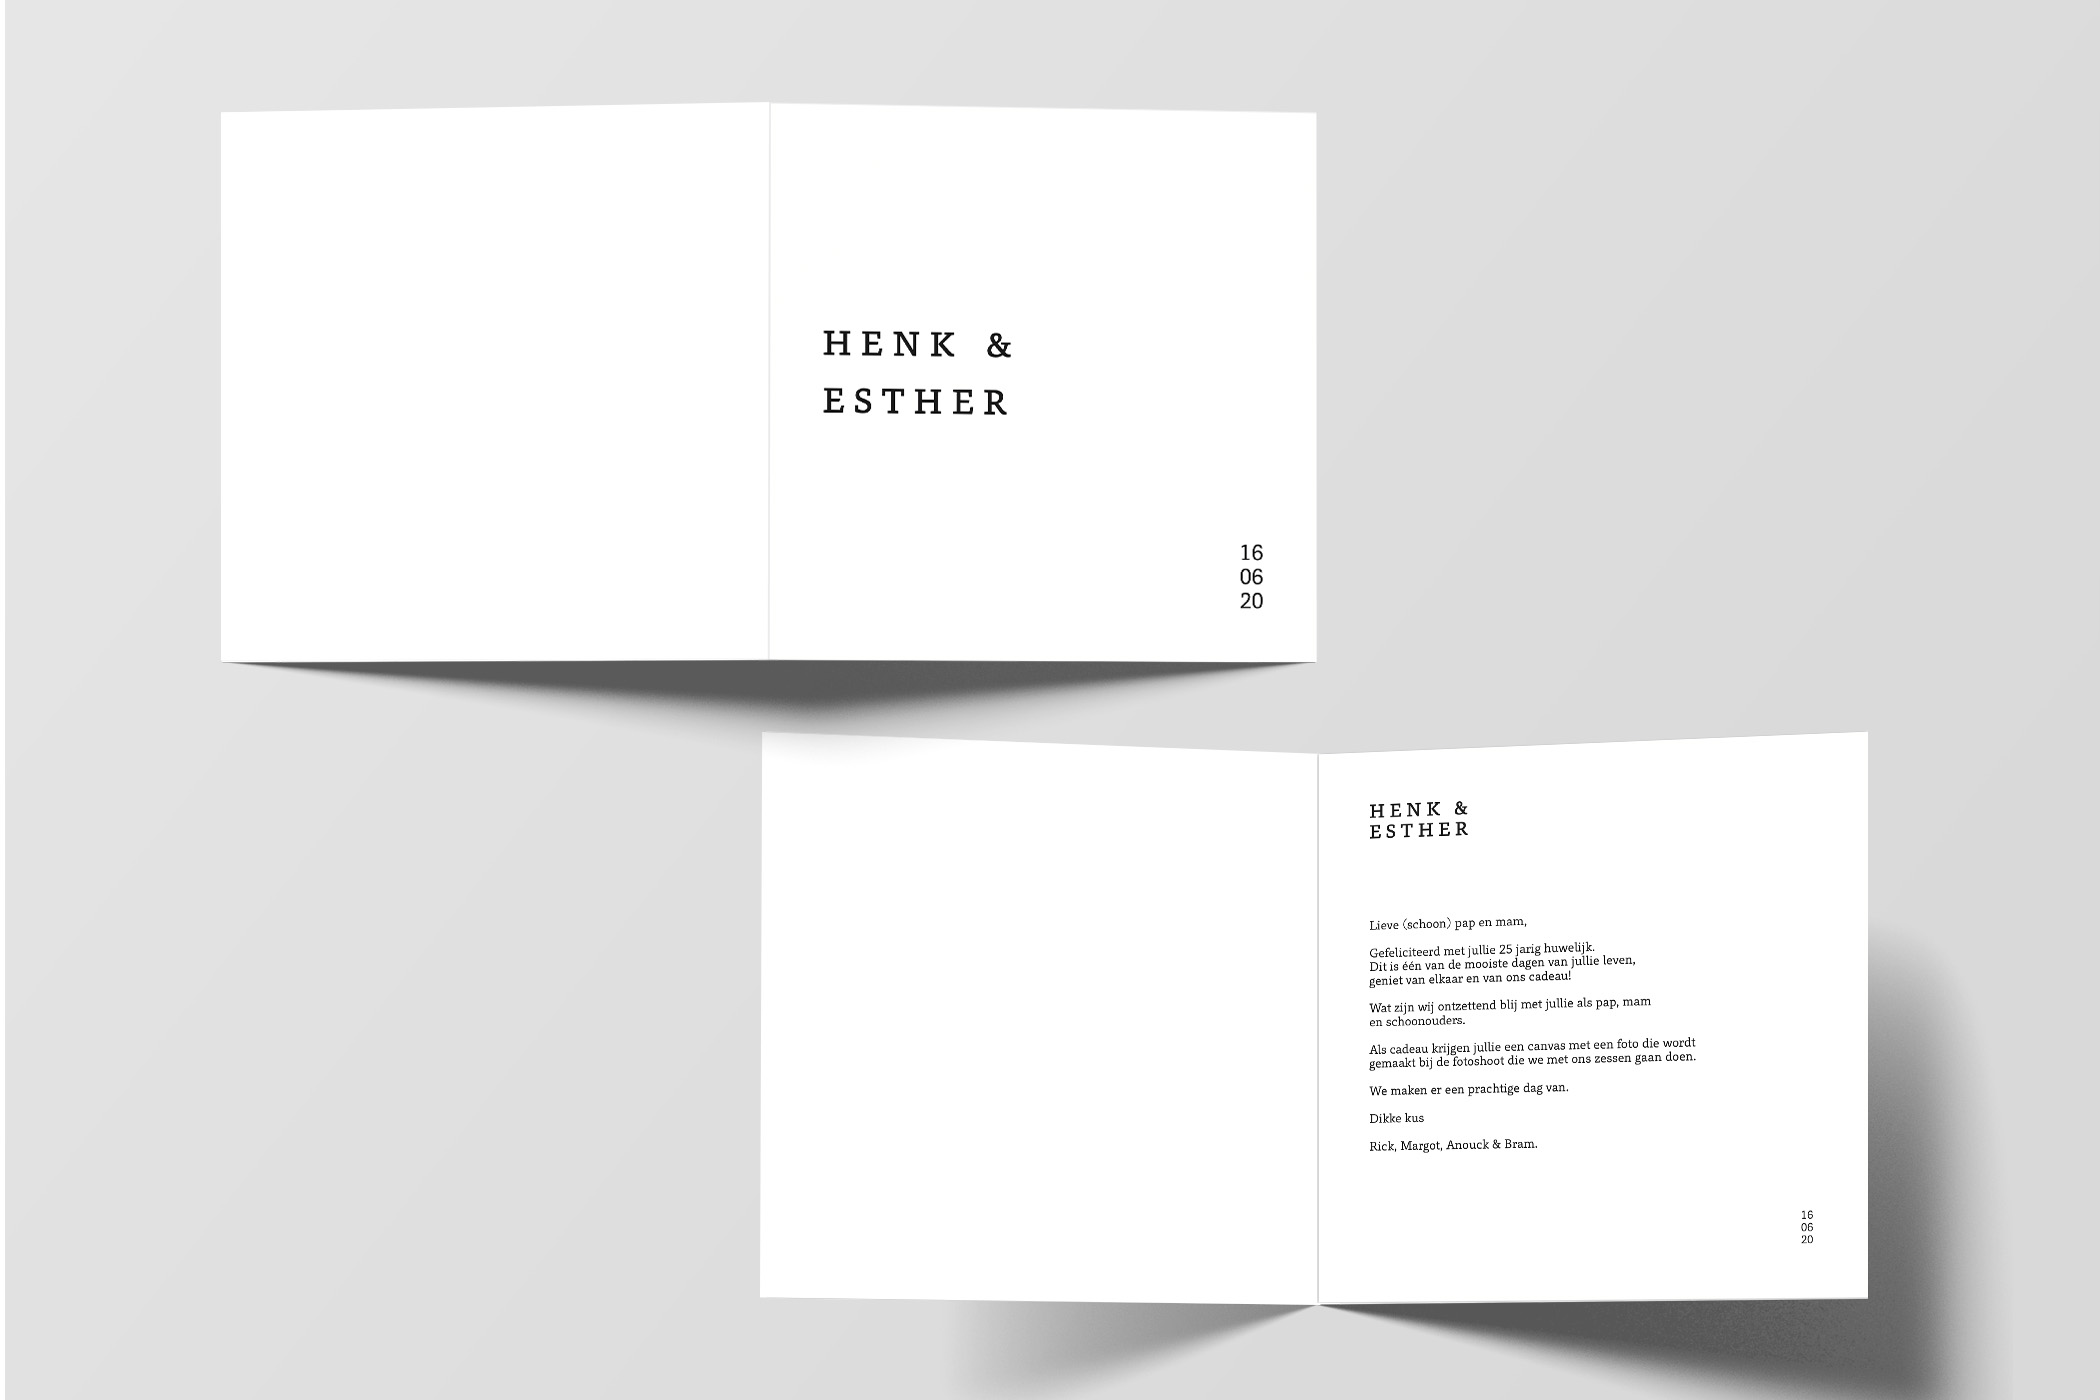 HENK &
ESTHER
16
06
20
HENK &
ESTHER
Lieve (schoon) pap en mam,
Gefeliciteerd met jullie 25 jarig huwelijk.
Dit is één van de mooiste dagen van jullie leven,
geniet van elkaar en van ons cadeau!
Wat zijn wij ontzettend blij met jullie als pap, mam
en schoonouders.
Als cadeau krijgen jullie een canvas met een foto die wordt
gemaakt bij de fotoshoot die we met ons zessen gaan doen.
We maken er een prachtige dag van.
Dikke kus
Rick, Margot, Anouck & Bram.
16
06
20